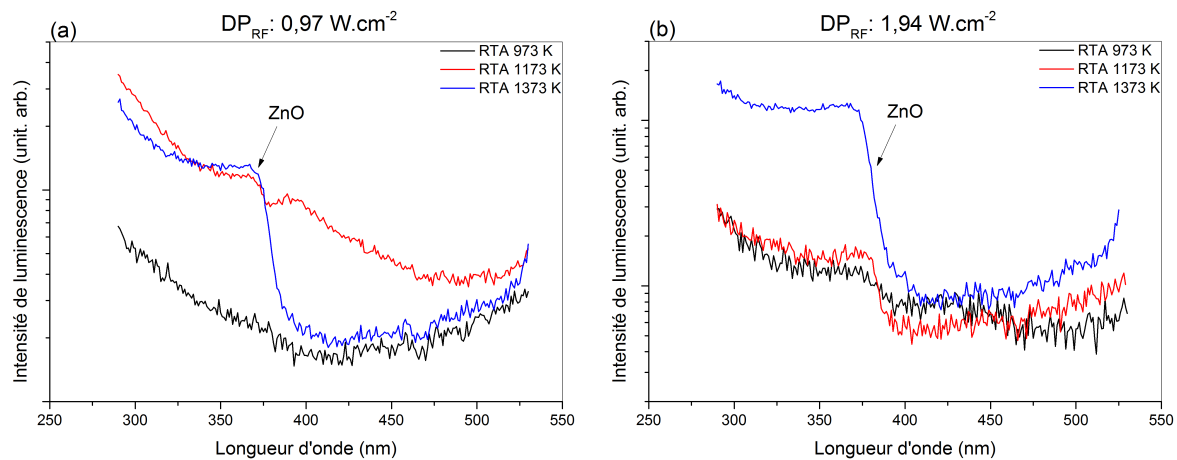 (a)
DP_RF: 0,97 W.cm⁻²
RTA 973 K
RTA 1173 K
RTA 1373 K
ZnO
Intensité de luminescence (unit. arb.)
250 300 350 400 450 500 550
Longueur d'onde (nm)
(b)
DP_RF: 1,94 W.cm⁻²
RTA 973 K
RTA 1173 K
RTA 1373 K
ZnO
Intensité de luminescence (unit. arb.)
250 300 350 400 450 500 550
Longueur d'onde (nm)